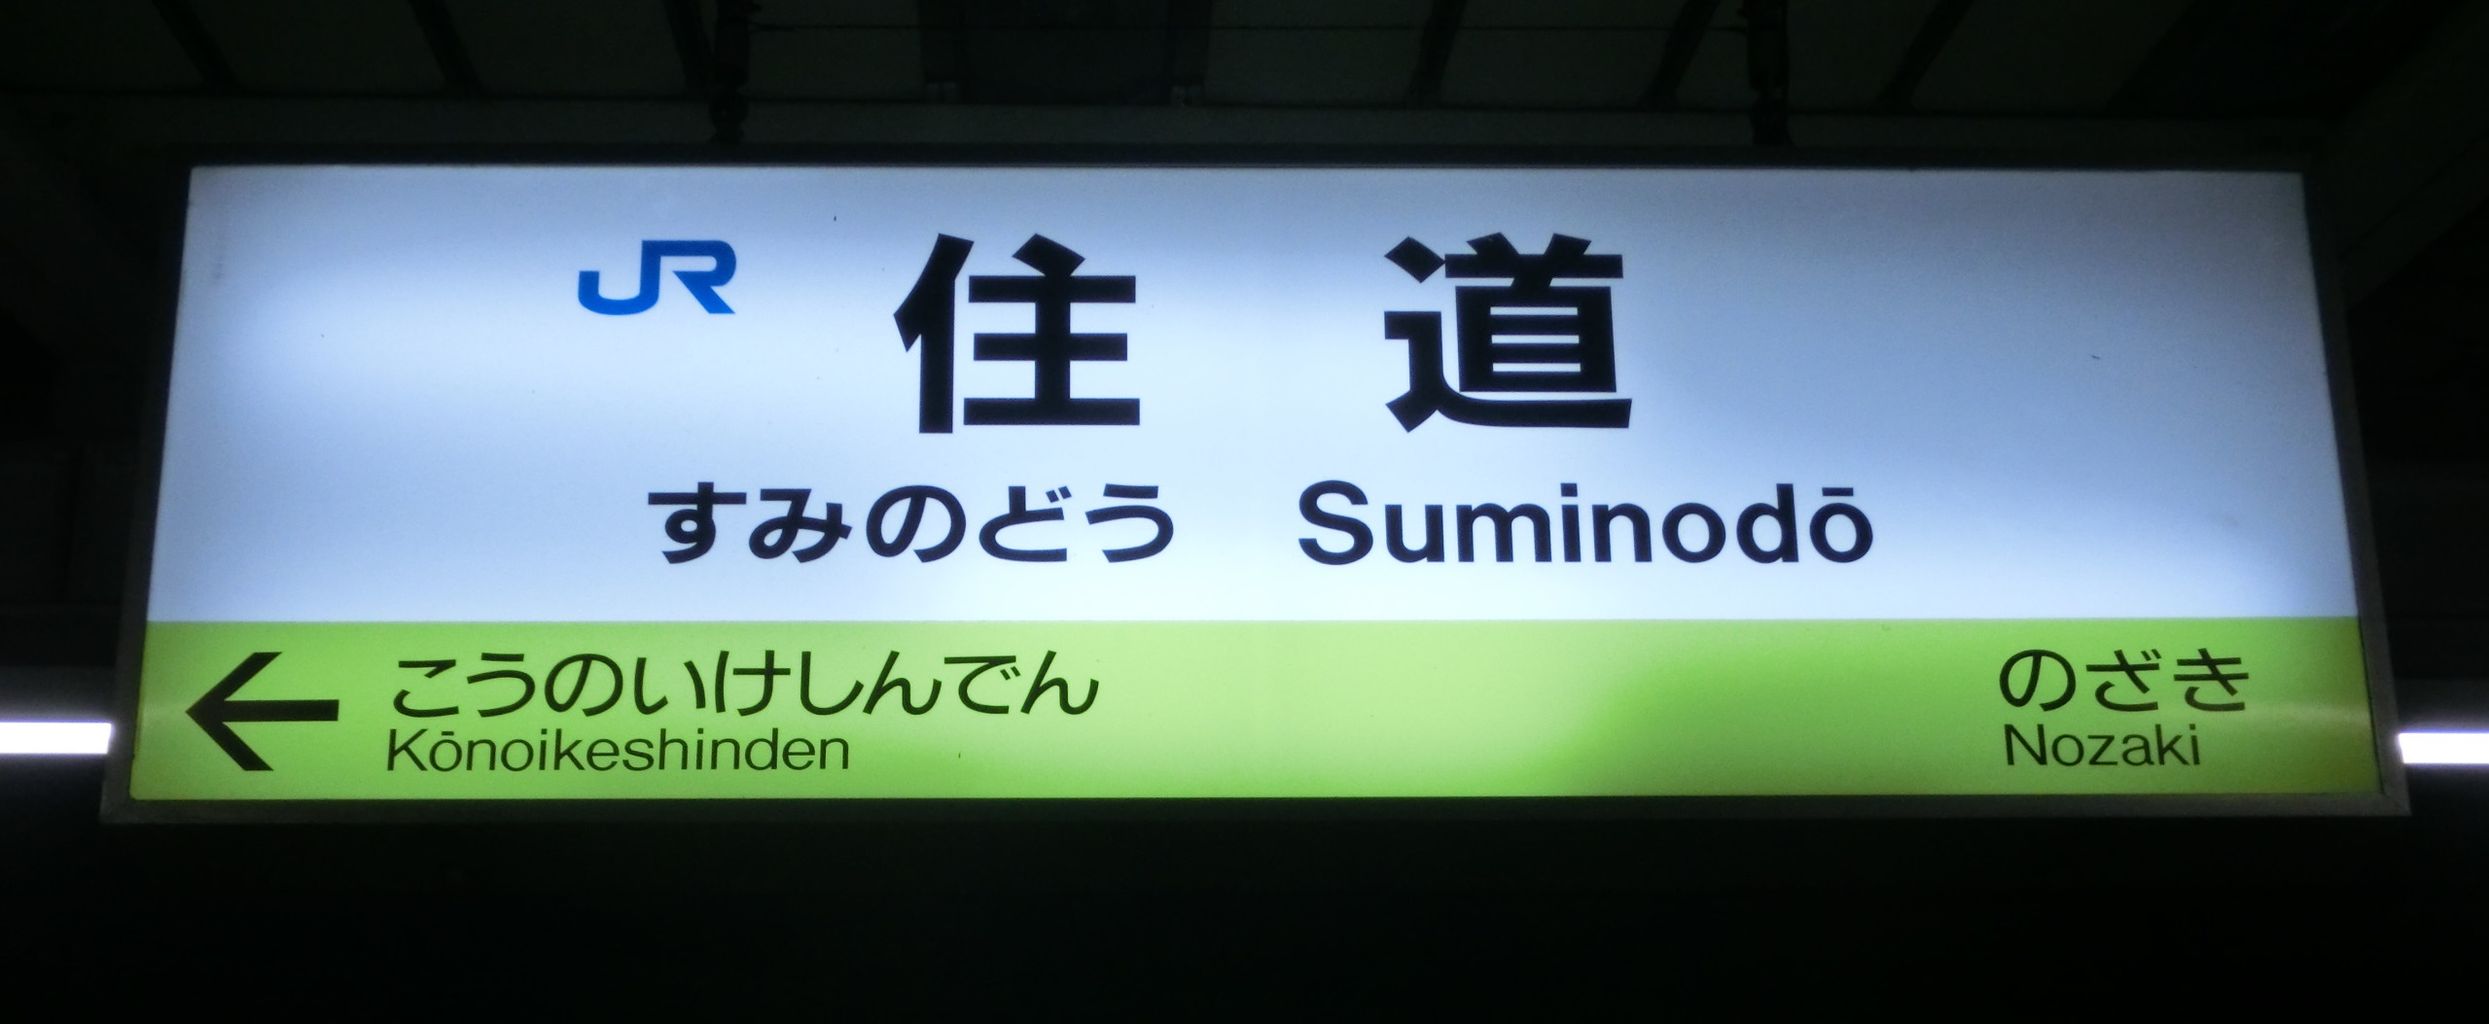 JR 住道
すみのどう Suminodō
← こうのいけしんでん のざき
Kōnoikeshinden Nozaki